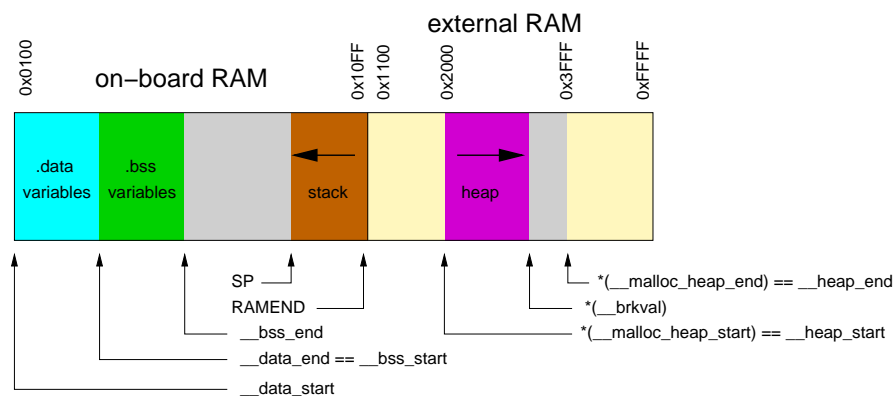 external RAM
on−board RAM
0x0100
0x10FF
0x1100
0x2000
0x3FFF
0xFFFF
.data
variables
.bss
variables
stack
heap
SP
RAMEND
__bss_end
__data_end == __bss_start
__data_start
*(__malloc_heap_end) == __heap_end
*(__brkval)
*(__malloc_heap_start) == __heap_start